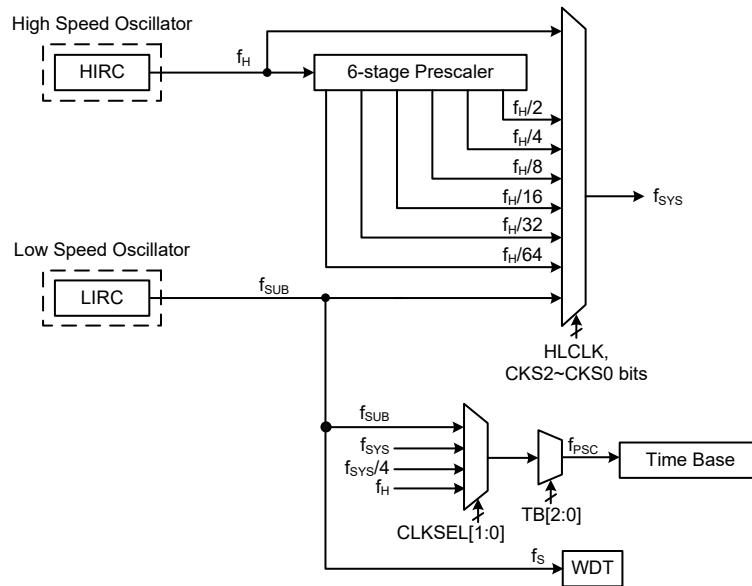 High Speed Oscillator
HIRC
fH
6-stage Prescaler
fH/2
fH/4
fH/8
fH/16
fH/32
fH/64
fSYS
Low Speed Oscillator
LIRC
fSUB
HLCLK,
CKS2~CKS0 bits
fSUB
fSYS
fSYS/4
fH
CLKSEL[1:0]
fPSC
TB[2:0]
Time Base
fS
WDT